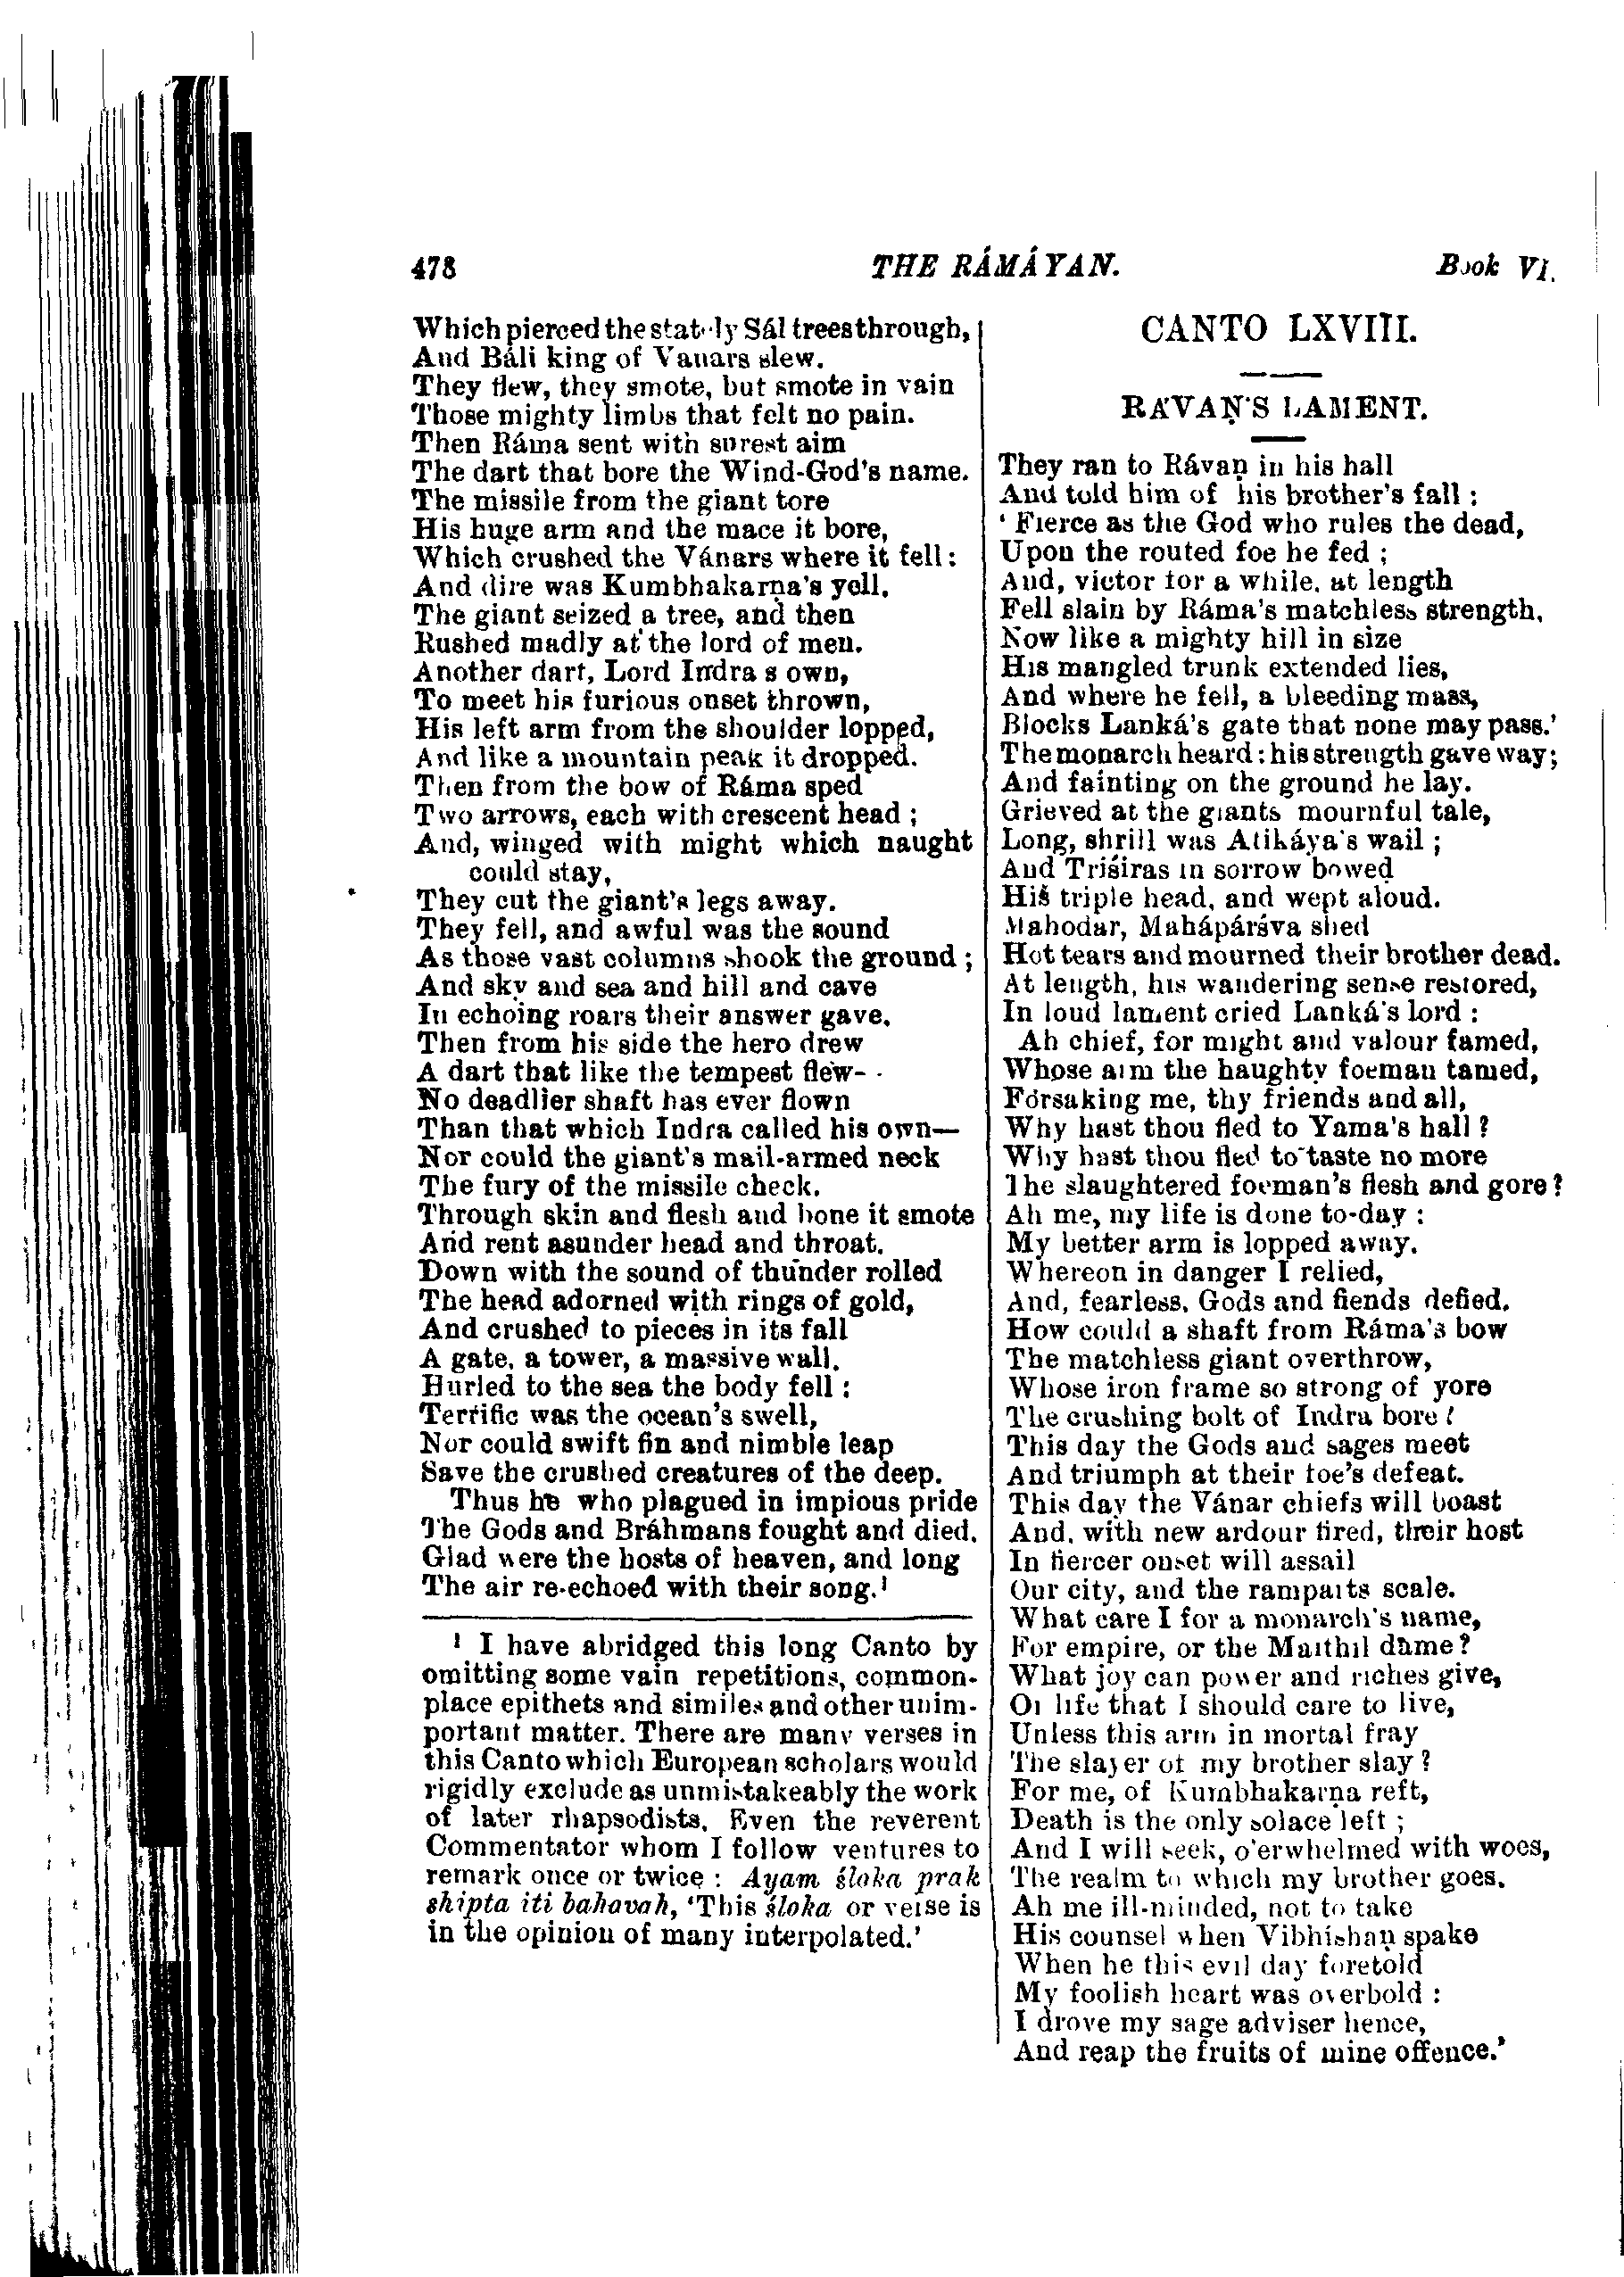 478
THE RÁMÁYAN.
Book VI.
Which pierced the stately Sál trees through,
And Báli king of Vanars slew.
They flew, they smote, but smote in vain
Those mighty limbs that felt no pain.
Then Ráma sent with surest aim
The dart that bore the Wind-God's name.
The missile from the giant tore
His huge arm and the mace it bore,
Which crushed the Vánars where it fell:
And dire was Kumbhakarṇa's yell.
The giant seized a tree, and then
Rushed madly at the lord of men.
Another dart, Lord Indra s own,
To meet his furious onset thrown,
His left arm from the shoulder lopped,
And like a mountain peak it dropped.
Then from the bow of Ráma sped
Two arrows, each with crescent head ;
And, winged with might which naught
could stay,
They cut the giant's legs away.
They fell, and awful was the sound
As those vast columns shook the ground ;
And sky and sea and hill and cave
In echoing roars their answer gave.
Then from his side the hero drew
A dart that like the tempest flew--
No deadlier shaft has ever flown
Than that which Indra called his own—
Nor could the giant's mail-armed neck
The fury of the missile check.
Through skin and flesh and bone it smote
And rent asunder head and throat.
Down with the sound of thunder rolled
The head adorned with rings of gold,
And crushed to pieces in its fall
A gate, a tower, a massive wall.
Hurled to the sea the body fell :
Terrific was the ocean's swell,
Nor could swift fin and nimble leap
Save the crushed creatures of the deep.
Thus he who plagued in impious pride
The Gods and Bráhmans fought and died.
Glad were the hosts of heaven, and long
The air re-echoed with their song.¹
¹ I have abridged this long Canto by
omitting some vain repetitions, common-
place epithets and similes and other unim-
portant matter. There are many verses in
this Canto which European scholars would
rigidly exclude as unmistakeably the work
of later rhapsodists. Even the reverent
Commentator whom I follow ventures to
remark once or twice : Ayam śloka prak
shipta iti bahavah, 'This śloka or verse is
in the opinion of many interpolated.'
CANTO LXVIII.
RÁVAṆ'S LAMENT.
They ran to Rávaṇ in his hall
And told him of his brother's fall :
' Fierce as the God who rules the dead,
Upon the routed foe he fed ;
And, victor for a while, at length
Fell slain by Ráma's matchless strength.
Now like a mighty hill in size
His mangled trunk extended lies,
And where he fell, a bleeding mass,
Blocks Lanká's gate that none may pass.'
The monarch heard : his strength gave way;
And fainting on the ground he lay.
Grieved at the giants mournful tale,
Long, shrill was Atikáya's wail ;
And Triśiras in sorrow bowed
His triple head, and wept aloud.
Mahodar, Mahápárśva shed
Hot tears and mourned their brother dead.
At length, his wandering sense restored,
In loud lament cried Lanká's lord :
Ah chief, for might and valour famed,
Whose arm the haughty foeman tamed,
Forsaking me, thy friends and all,
Why hast thou fled to Yama's hall ?
Why hast thou fled to taste no more
The slaughtered foeman's flesh and gore?
Ah me, my life is done to-day :
My better arm is lopped away.
Whereon in danger I relied,
And, fearless, Gods and fiends defied.
How could a shaft from Ráma's bow
The matchless giant overthrow,
Whose iron frame so strong of yore
The crushing bolt of Indra bore ?
This day the Gods and sages meet
And triumph at their foe's defeat.
This day the Vánar chiefs will boast
And, with new ardour fired, their host
In fiercer onset will assail
Our city, and the ramparts scale.
What care I for a monarch's name,
For empire, or the Maithil dame?
What joy can power and riches give,
Or life that I should care to live,
Unless this arm in mortal fray
The slayer of my brother slay ?
For me, of Kumbhakarṇa reft,
Death is the only solace left ;
And I will seek, o'erwhelmed with woes,
The realm to which my brother goes.
Ah me ill-minded, not to take
His counsel when Vibhíshaṇ spake
When he this evil day foretold
My foolish heart was overbold :
I drove my sage adviser hence,
And reap the fruits of mine offence.'